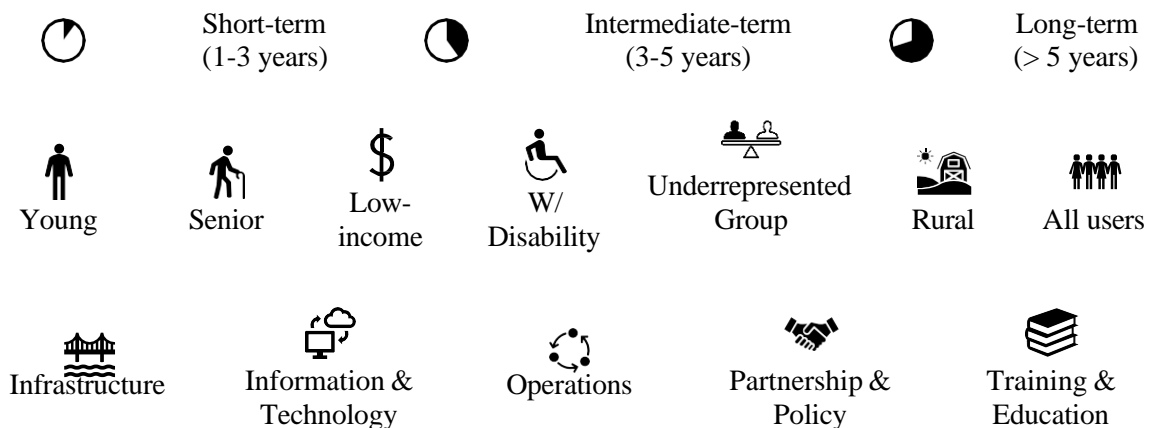 Short-term
(1-3 years)
Intermediate-term
(3-5 years)
Long-term
(> 5 years)
Young
Senior
Low-
income
W/
Disability
Underrepresented
Group
Rural
All users
Infrastructure
Information &
Technology
Operations
Partnership &
Policy
Training &
Education